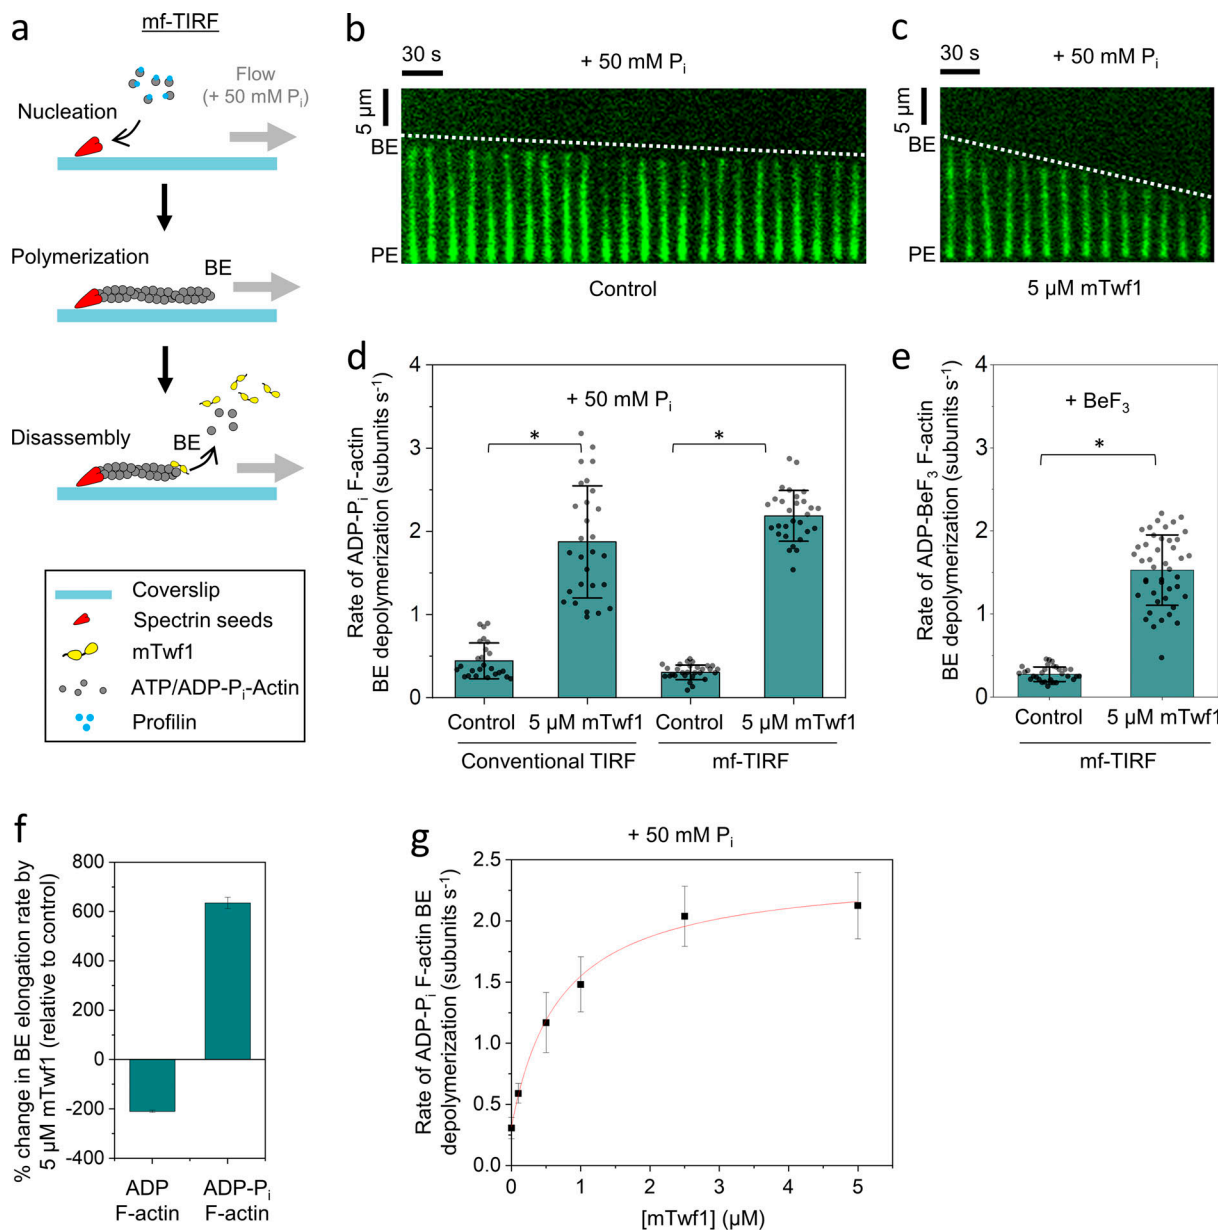 a
mf-TIRF
Flow
(+ 50 mM Pi)
Nucleation
Polymerization
BE
Disassembly
BE
Coverslip
Spectrin seeds
mTwf1
ATP/ADP-Pi-Actin
Profilin
b
30 s
+ 50 mM Pi
5 µm
BE
PE
Control
c
30 s
+ 50 mM Pi
5 µm
BE
PE
5 µM mTwf1
d
Rate of ADP-Pi F-actin
BE depolymerization (subunits s-1)
4
3
2
1
0
+ 50 mM Pi
*
*
Control
5 µM mTwf1
Control
5 µM mTwf1
Conventional TIRF
mf-TIRF
e
Rate of ADP-BeF3 F-actin
BE depolymerization (subunits s-1)
4
3
2
1
0
+ BeF3
*
Control
5 µM mTwf1
mf-TIRF
f
% change in BE elongation rate by
5 µM mTwf1 (relative to control)
800
600
400
200
0
-200
-400
ADP
F-actin
ADP-Pi
F-actin
g
+ 50 mM Pi
Rate of ADP-Pi F-actin BE
depolymerization (subunits s-1)
2.5
2.0
1.5
1.0
0.5
0.0
0
1
2
3
4
5
[mTwf1] (µM)